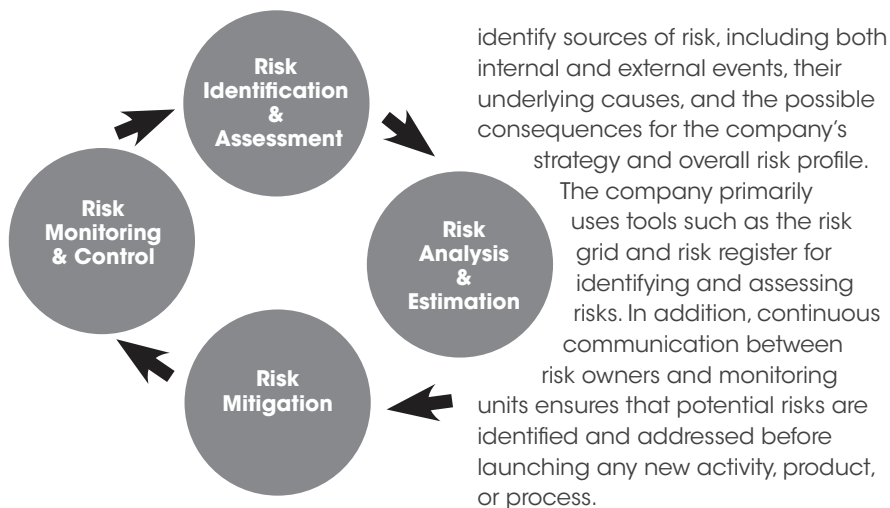 Risk
Identification
&
Assessment
Risk
Analysis
&
Estimation
Risk
Mitigation
Risk
Monitoring
& Control
identify sources of risk, including both
internal and external events, their
underlying causes, and the possible
consequences for the company’s
strategy and overall risk profile.
The company primarily
uses tools such as the risk
grid and risk register for
identifying and assessing
risks. In addition, continuous
communication between
risk owners and monitoring
units ensures that potential risks are
identified and addressed before
launching any new activity, product,
or process.